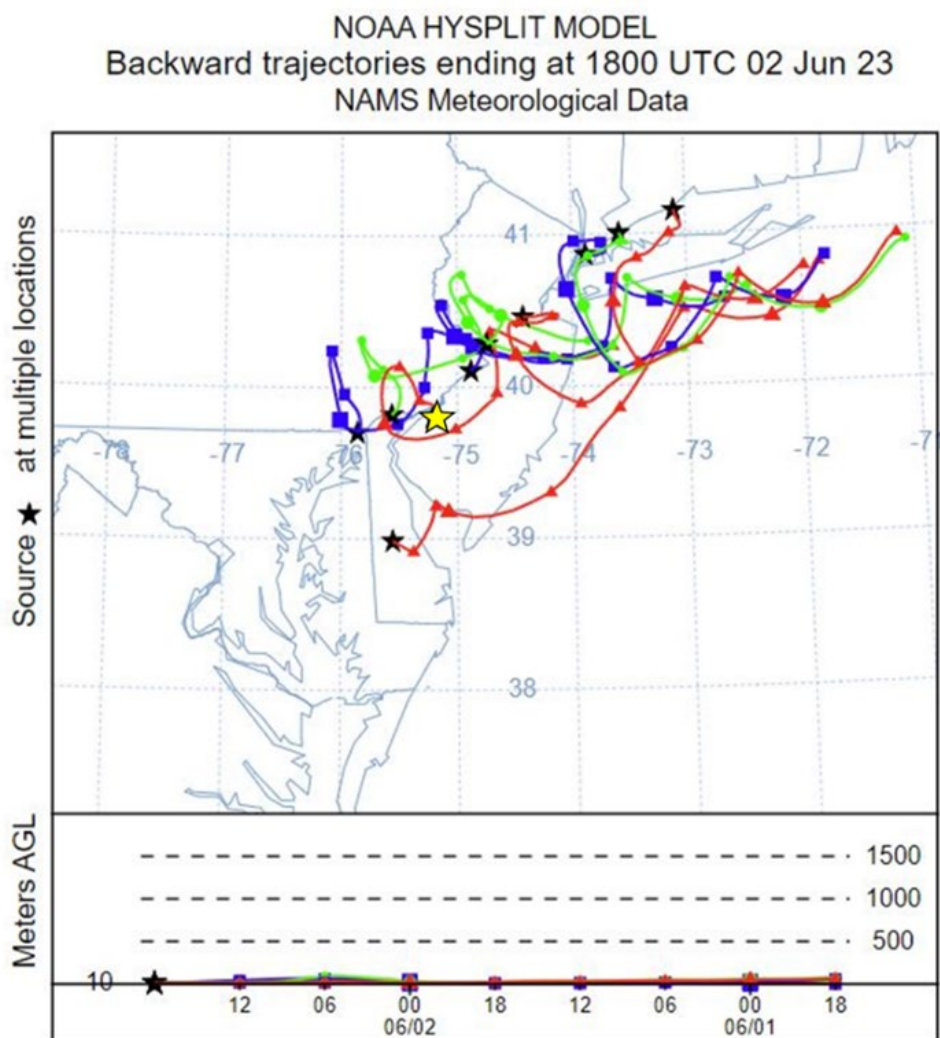 NOAA HYSPLIT MODEL
Backward trajectories ending at 1800 UTC 02 Jun 23
NAMS Meteorological Data
Source ★ at multiple locations
41
40
-78 -77 -76 -75 -74 -73 -72 -7
39
38
Meters AGL
1500
1000
500
10
12 06 00 18 12 06 00 18
06/02 06/01